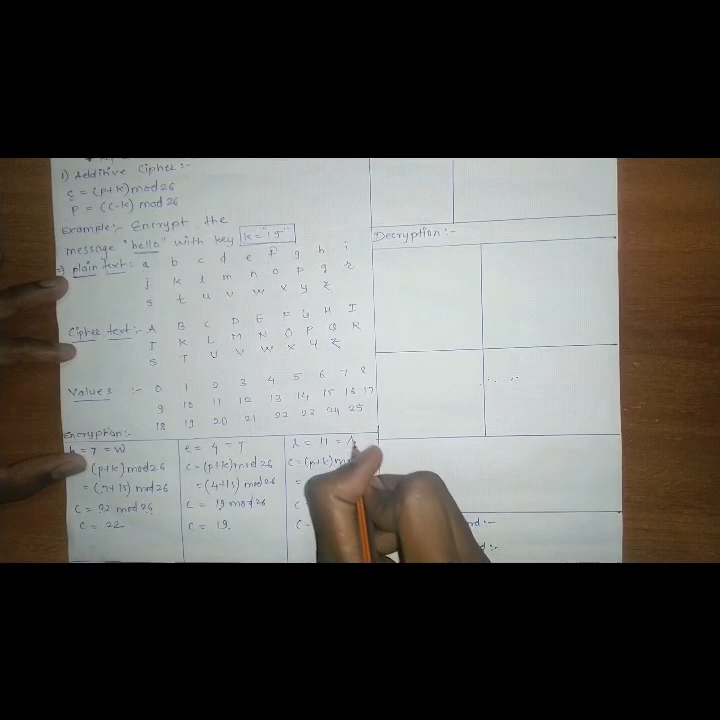 1) Additive Cipher:-
C = (p+k) mod 26
P = (C-k) mod 26
Example:- Encrypt the
message "hello" with key k="15"
plain text:- a b c d e f g h i
j k l m n o p q r
s t u v w x y z
Cipher text:- A B C D E F G H I
J K L M N O P Q R
S T U V W X Y Z
Values :- 0 1 2 3 4 5 6 7 8
9 10 11 12 13 14 15 16 17
18 19 20 21 22 23 24 25
Encryption:-
h = 7 = W
(p+k) mod 26
= (7+15) mod 26
C = 22 mod 26
C = 22
e = 4 = T
C = (p+k) mod 26
= (4+15) mod 26
C = 19 mod 26
C = 19.
l = 11 =
C = (p+k) mo
=
C
C=
Decryption:-